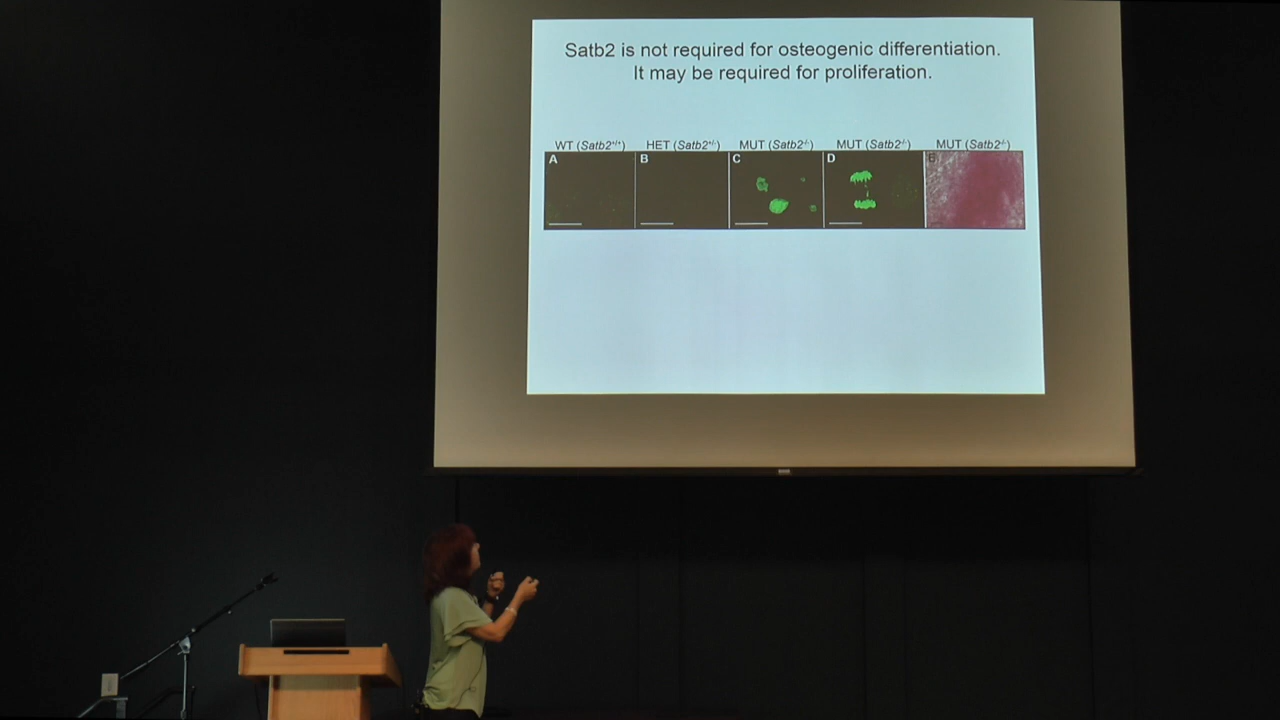 Satb2 is not required for osteogenic differentiation.
It may be required for proliferation.
WT (Satb2+/+) HET (Satb2+/-) MUT (Satb2-/-) MUT (Satb2-/-) MUT (Satb2-/-)
A B C D E